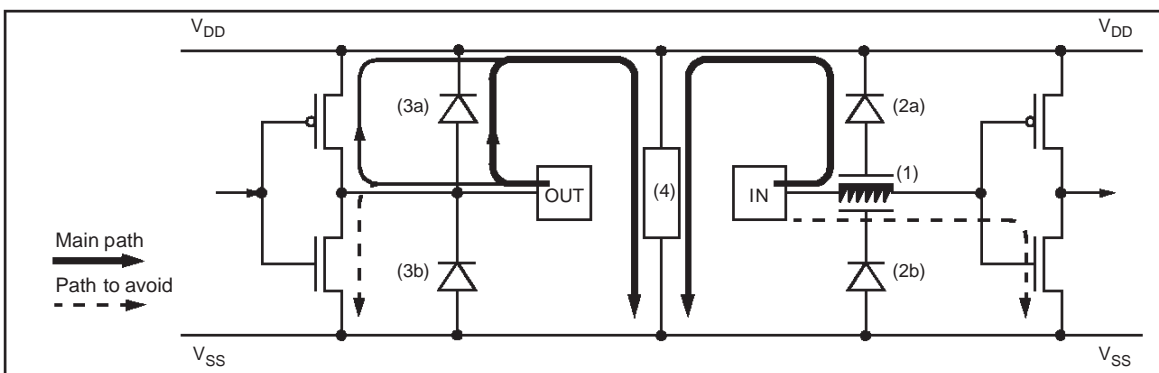 VDD VDD
(3a) (2a)
(1)
OUT (4) IN
Main path
(3b) (2b)
Path to avoid
VSS VSS